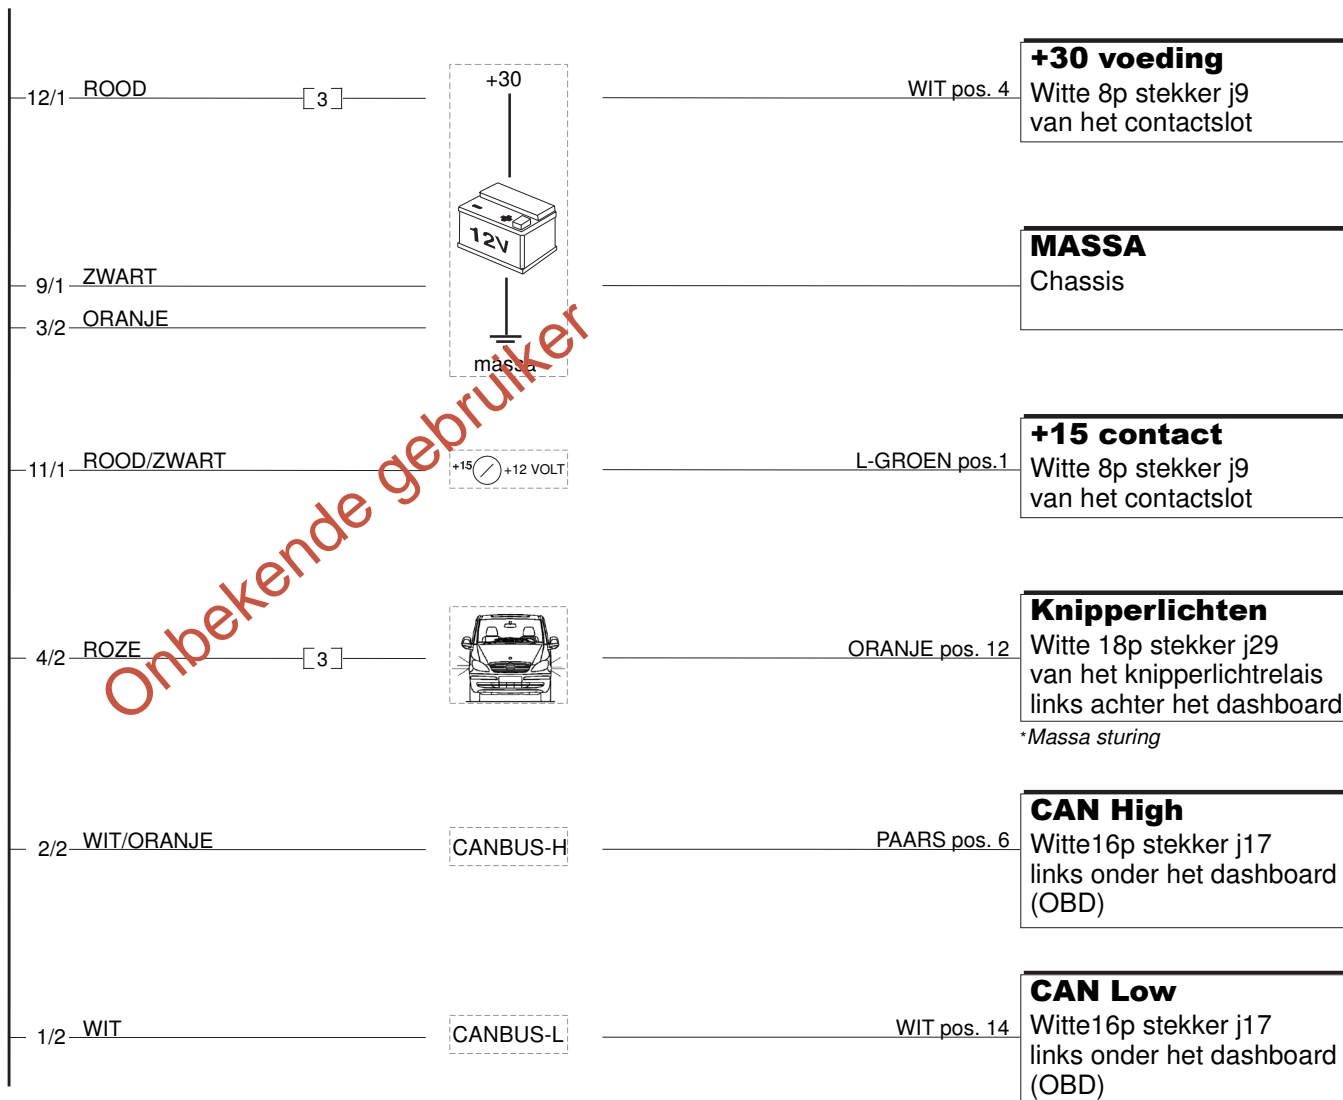 12/1 ROOD [3] +30 WIT pos. 4
+30 voeding
Witte 8p stekker j9
van het contactslot
12V
9/1 ZWART
3/2 ORANJE
massa
MASSA
Chassis
11/1 ROOD/ZWART +15 +12 VOLT L-GROEN pos.1
+15 contact
Witte 8p stekker j9
van het contactslot
4/2 ROZE [3] ORANJE pos. 12
Knipperlichten
Witte 18p stekker j29
van het knipperlichtrelais
links achter het dashboard
*Massa sturing
2/2 WIT/ORANJE CANBUS-H PAARS pos. 6
CAN High
Witte16p stekker j17
links onder het dashboard
(OBD)
1/2 WIT CANBUS-L WIT pos. 14
CAN Low
Witte16p stekker j17
links onder het dashboard
(OBD)
Onbekende gebruiker